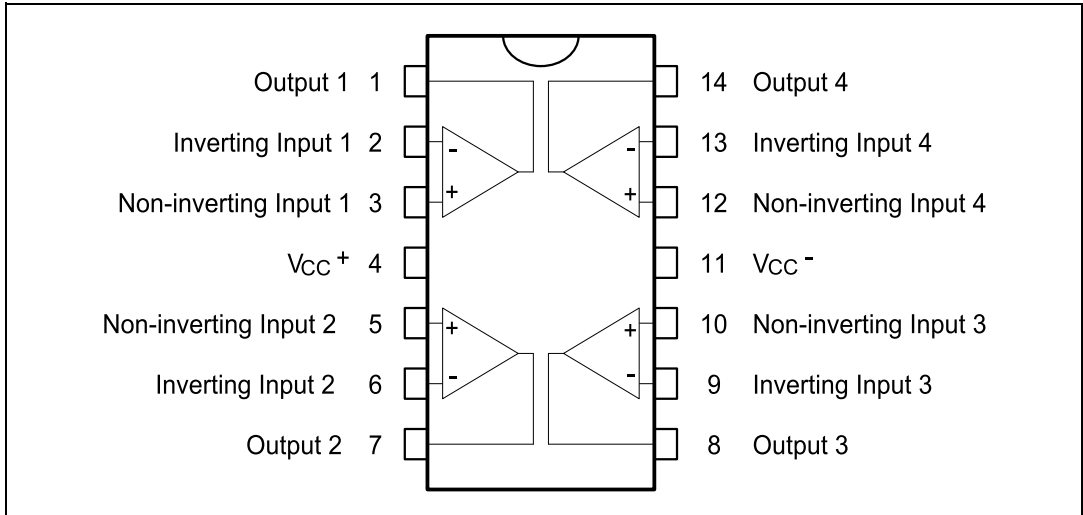 Output 1 1 14 Output 4
Inverting Input 1 2 - - 13 Inverting Input 4
Non-inverting Input 1 3 + + 12 Non-inverting Input 4
VCC + 4 11 VCC -
Non-inverting Input 2 5 + + 10 Non-inverting Input 3
Inverting Input 2 6 - - 9 Inverting Input 3
Output 2 7 8 Output 3